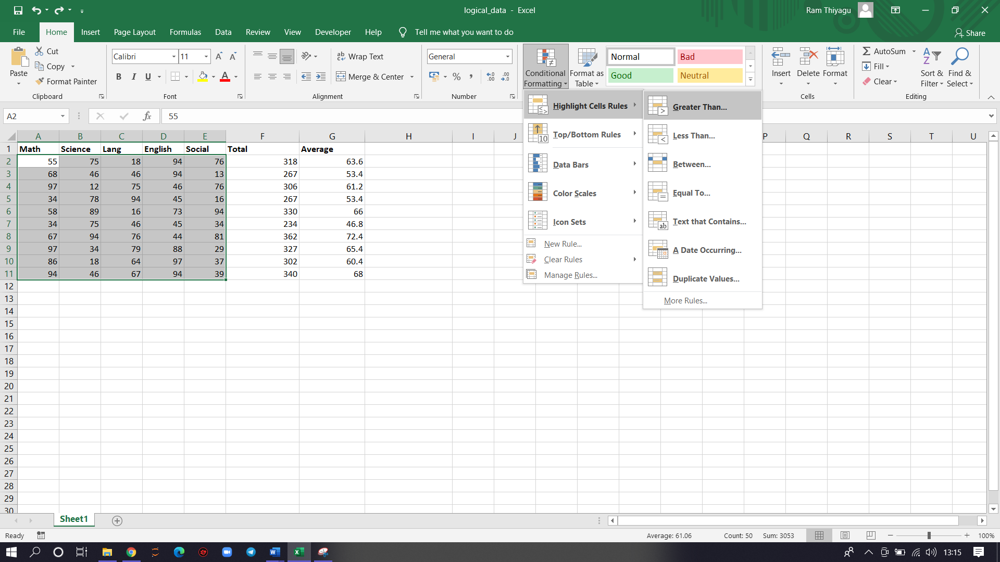 logical_data - Excel
Ram Thiyagu
File Home Insert Page Layout Formulas Data Review View Developer Help Tell me what you want to do
Share
Paste
Cut
Copy
Format Painter
Clipboard
Calibri 11
B I U
Font
Wrap Text
Merge & Center
Alignment
General
% ,
Number
Conditional Formatting
Format as Table
Normal Bad
Good Neutral
Insert Delete Format
Cells
AutoSum
Fill
Clear
Sort & Filter
Find & Select
Editing
A2 fx 55
A B C D E F G H I J P Q R S T U
1 Math Science Lang English Social Total Average
2 55 75 18 94 76 318 63.6
3 68 46 46 94 13 267 53.4
4 97 12 75 46 76 306 61.2
5 34 78 94 45 16 267 53.4
6 58 89 16 73 94 330 66
7 34 75 46 45 34 234 46.8
8 67 94 76 44 81 362 72.4
9 97 34 79 88 29 327 65.4
10 86 18 64 97 37 302 60.4
11 94 46 67 94 39 340 68
12
13
14
15
16
17
18
19
20
21
22
23
24
25
26
27
28
29
30
Highlight Cells Rules
Top/Bottom Rules
Data Bars
Color Scales
Icon Sets
New Rule...
Clear Rules
Manage Rules...
Greater Than...
Less Than...
Between...
Equal To...
Text that Contains...
A Date Occurring...
Duplicate Values...
More Rules...
Sheet1
Ready
Average: 61.06 Count: 50 Sum: 3053
100%
13:15